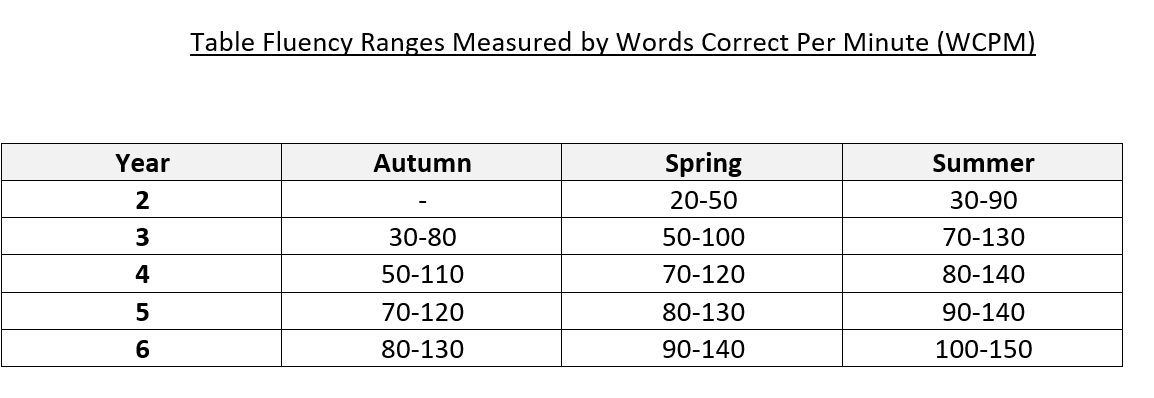 Table Fluency Ranges Measured by Words Correct Per Minute (WCPM)
Year Autumn Spring Summer
2 - 20-50 30-90
3 30-80 50-100 70-130
4 50-110 70-120 80-140
5 70-120 80-130 90-140
6 80-130 90-140 100-150